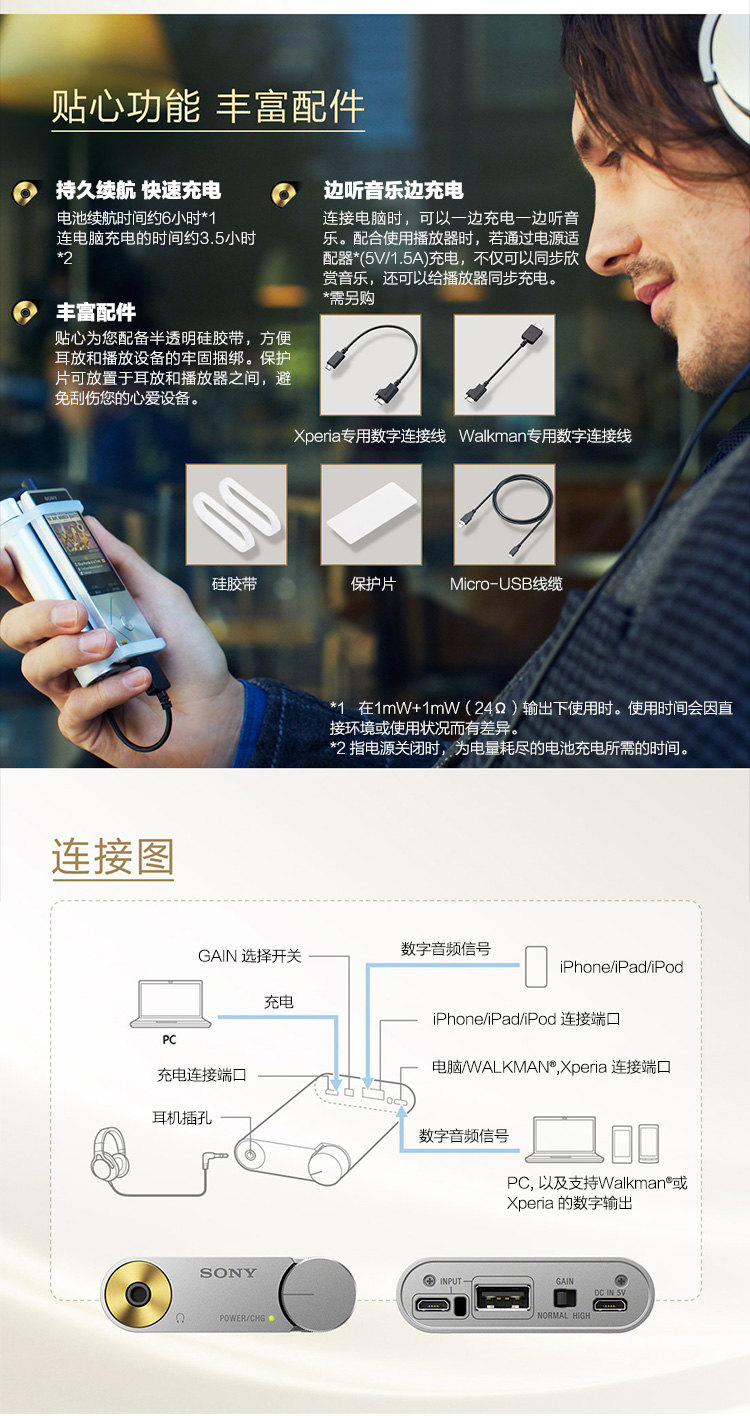 贴心功能 丰富配件
持久续航 快速充电
电池续航时间约6小时*1
连电脑充电的时间约3.5小时
*2
边听音乐边充电
连接电脑时，可以一边充电一边听音
乐。配合使用播放器时，若通过电源适
配器*(5V/1.5A)充电，不仅可以同步欣
赏音乐，还可以给播放器同步充电。
*需另购
丰富配件
贴心为您配备半透明硅胶带，方便
耳放和播放设备的牢固捆绑。保护
片可放置于耳放和播放器之间，避
免刮伤您的心爱设备。
Xperia专用数字连接线
Walkman专用数字连接线
SONY
硅胶带
保护片
Micro-USB线缆
*1 在1mW+1mW（24Ω）输出下使用时。使用时间会因直
接环境或使用状况而有差异。
*2 指电源关闭时，为电量耗尽的电池充电所需的时间。
连接图
GAIN 选择开关
数字音频信号
iPhone/iPad/iPod
充电
PC
iPhone/iPad/iPod 连接端口
充电连接端口
电脑/WALKMAN®,Xperia 连接端口
耳机插孔
数字音频信号
PC, 以及支持Walkman®或
Xperia 的数字输出
SONY
POWER/CHG
INPUT
GAIN
DC IN 5V
NORMAL HIGH